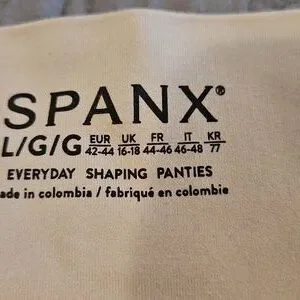 SPANX®
L/G/G EUR 42-44 UK 16-18 FR 44-46 IT 46-48 KR 77
EVERYDAY SHAPING PANTIES
ade in colombia / fabriqué en colombie